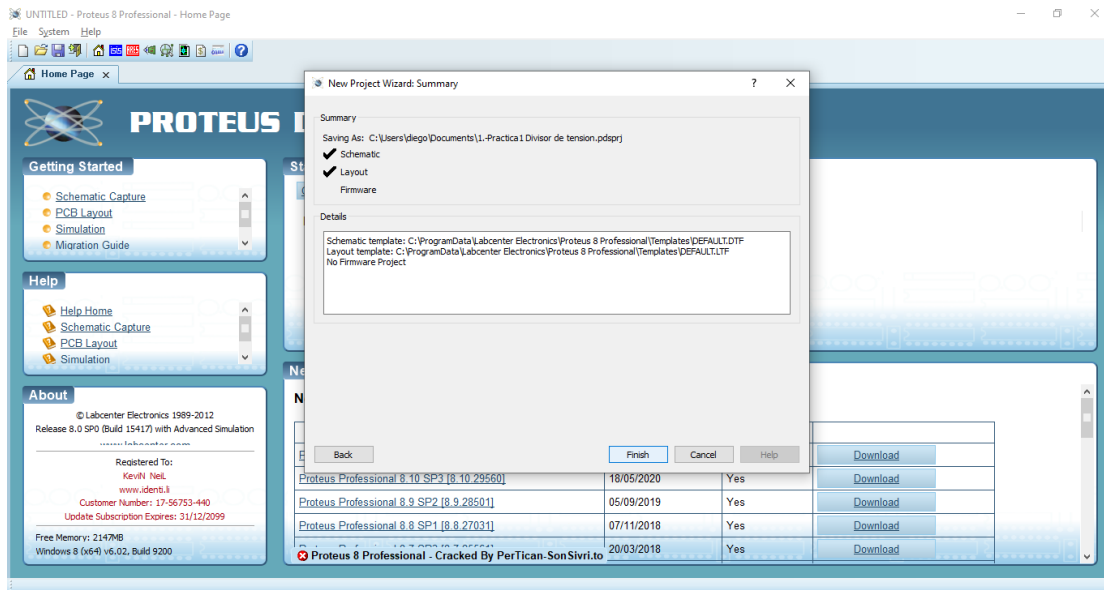 UNTITLED - Proteus 8 Professional - Home Page
File System Help
Home Page x
PROTEUS
New Project Wizard: Summary
Summary
Saving As: C:\Users\diego\Documents\1.-Practica1 Divisor de tension.pdsprj
Schematic
Layout
Firmware
Details
Schematic template: C:\ProgramData\Labcenter Electronics\Proteus 8 Professional\Templates\DEFAULT.DTF
Layout template: C:\ProgramData\Labcenter Electronics\Proteus 8 Professional\Templates\DEFAULT.LTF
No Firmware Project
Back Finish Cancel Help
Getting Started
Schematic Capture
PCB Layout
Simulation
Migration Guide
Help
Help Home
Schematic Capture
PCB Layout
Simulation
About
© Labcenter Electronics 1989-2012
Release 8.0 SP0 (Build 15417) with Advanced Simulation
Registered To:
KeviN NeiL
www.identi.li
Customer Number: 17-56753-440
Update Subscription Expires: 31/12/2099
Free Memory: 2147MB
Windows 8 (x64) v6.02, Build 9200
St
Ne
N
Download
Proteus Professional 8.10 SP3 [8.10.29560] 18/05/2020 Yes Download
Proteus Professional 8.9 SP2 [8.9.28501] 05/09/2019 Yes Download
Proteus Professional 8.8 SP1 [8.8.27031] 07/11/2018 Yes Download
20/03/2018 Yes Download
Proteus 8 Professional - Cracked By PerTican-SonSivri.to